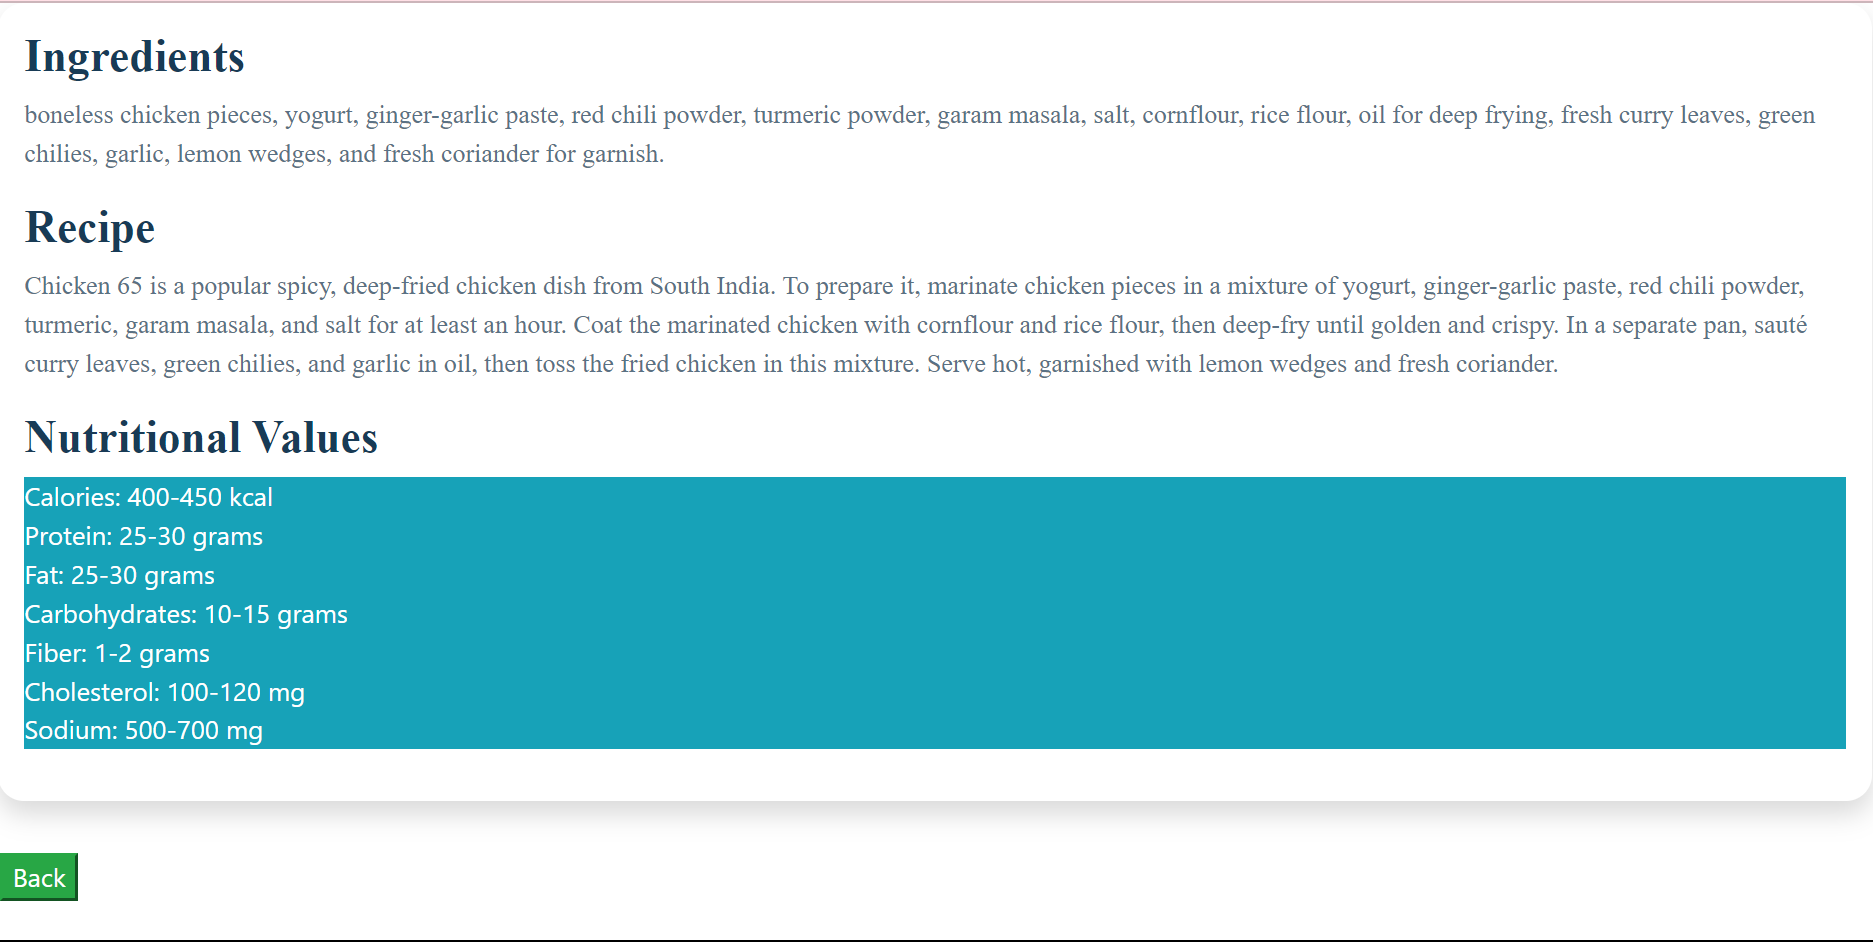 Ingredients
boneless chicken pieces, yogurt, ginger-garlic paste, red chili powder, turmeric powder, garam masala, salt, cornflour, rice flour, oil for deep frying, fresh curry leaves, green
chilies, garlic, lemon wedges, and fresh coriander for garnish.
Recipe
Chicken 65 is a popular spicy, deep-fried chicken dish from South India. To prepare it, marinate chicken pieces in a mixture of yogurt, ginger-garlic paste, red chili powder,
turmeric, garam masala, and salt for at least an hour. Coat the marinated chicken with cornflour and rice flour, then deep-fry until golden and crispy. In a separate pan, sauté
curry leaves, green chilies, and garlic in oil, then toss the fried chicken in this mixture. Serve hot, garnished with lemon wedges and fresh coriander.
Nutritional Values
Calories: 400-450 kcal
Protein: 25-30 grams
Fat: 25-30 grams
Carbohydrates: 10-15 grams
Fiber: 1-2 grams
Cholesterol: 100-120 mg
Sodium: 500-700 mg
Back